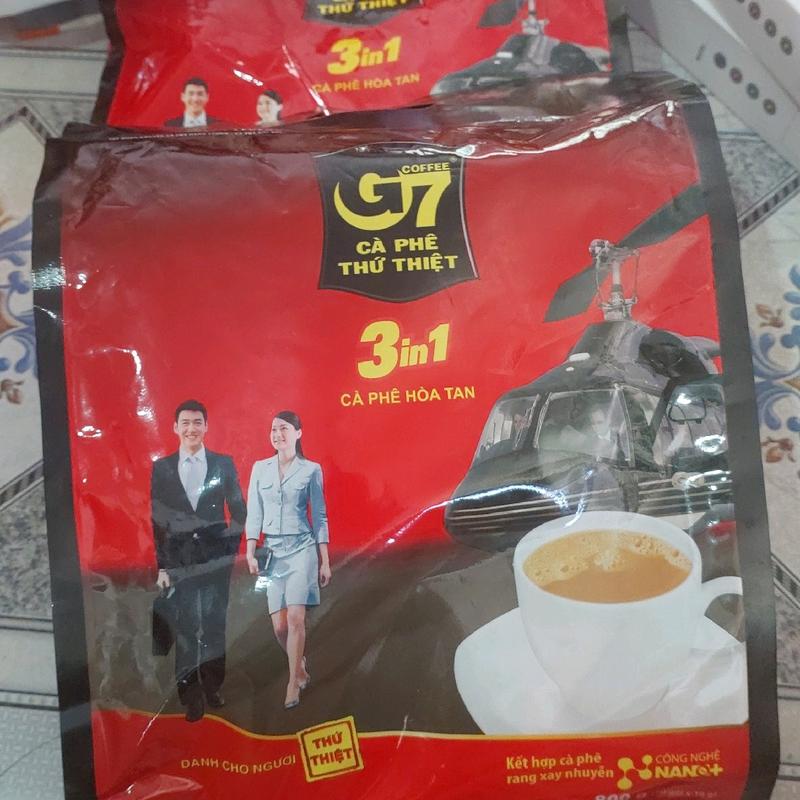 THỨ THIỆT
3in1
CÀ PHÊ HÒA TAN
COFFEE
G7
CÀ PHÊ
THỨ THIỆT
3in1
CÀ PHÊ HÒA TAN
DÀNH CHO NGƯỜI
THỨ
THIỆT
Kết hợp cà phê
rang xay nhuyễn
CÔNG NGHỆ
NANO+